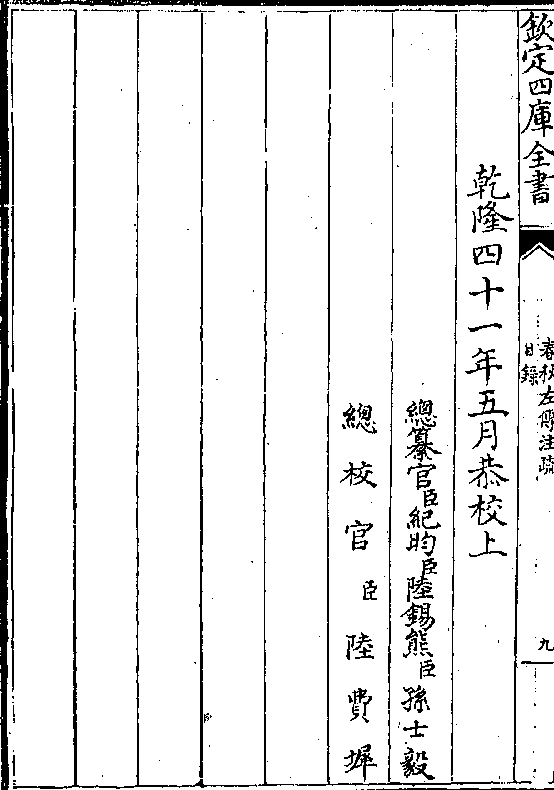 欽定四庫全書
春秋左傳注疏
目錄
九
乾隆四十一年五月恭校上
總纂官臣紀昀臣陸錫熊臣孫士毅
總校官臣陸費墀